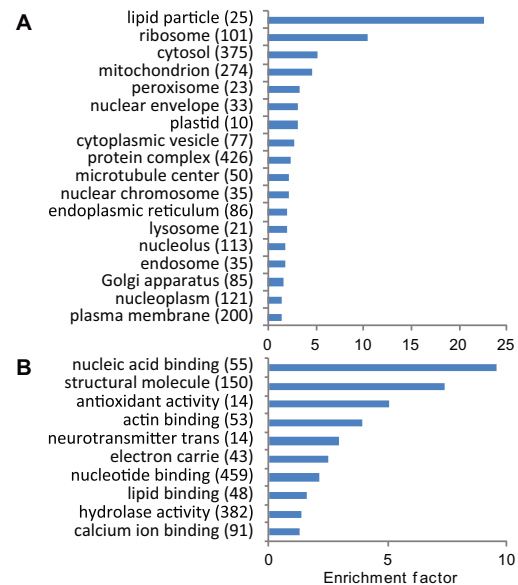 A
lipid particle (25)
ribosome (101)
cytosol (375)
mitochondrion (274)
peroxisome (23)
nuclear envelope (33)
plastid (10)
cytoplasmic vesicle (77)
protein complex (426)
microtubule center (50)
nuclear chromosome (35)
endoplasmic reticulum (86)
lysosome (21)
nucleolus (113)
endosome (35)
Golgi apparatus (85)
nucleoplasm (121)
plasma membrane (200)
0 5 10 15 20 25
B
nucleic acid binding (55)
structural molecule (150)
antioxidant activity (14)
actin binding (53)
neurotransmitter trans (14)
electron carrie (43)
nucleotide binding (459)
lipid binding (48)
hydrolase activity (382)
calcium ion binding (91)
0 5 10
Enrichment factor